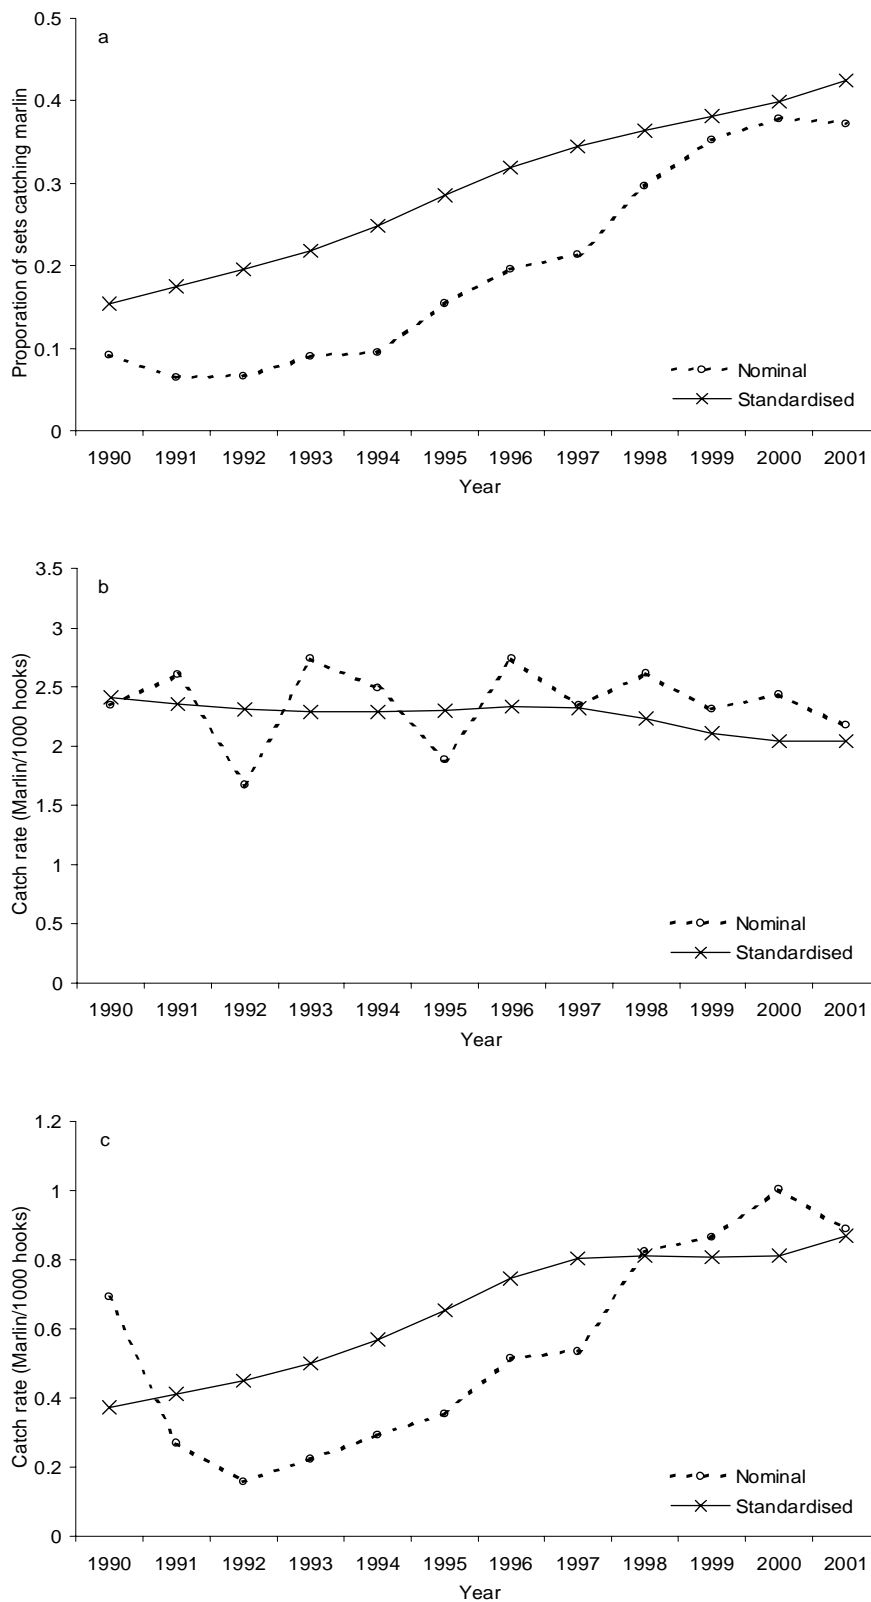 a
0.5
0.4
0.3
0.2
0.1
0
Proporation of sets catching marlin
Nominal
Standardised
1990 1991 1992 1993 1994 1995 1996 1997 1998 1999 2000 2001
Year
b
3.5
3
2.5
2
1.5
1
0.5
0
Catch rate (Marlin/1000 hooks)
Nominal
Standardised
1990 1991 1992 1993 1994 1995 1996 1997 1998 1999 2000 2001
Year
c
1.2
1
0.8
0.6
0.4
0.2
0
Catch rate (Marlin/1000 hooks)
Nominal
Standardised
1990 1991 1992 1993 1994 1995 1996 1997 1998 1999 2000 2001
Year